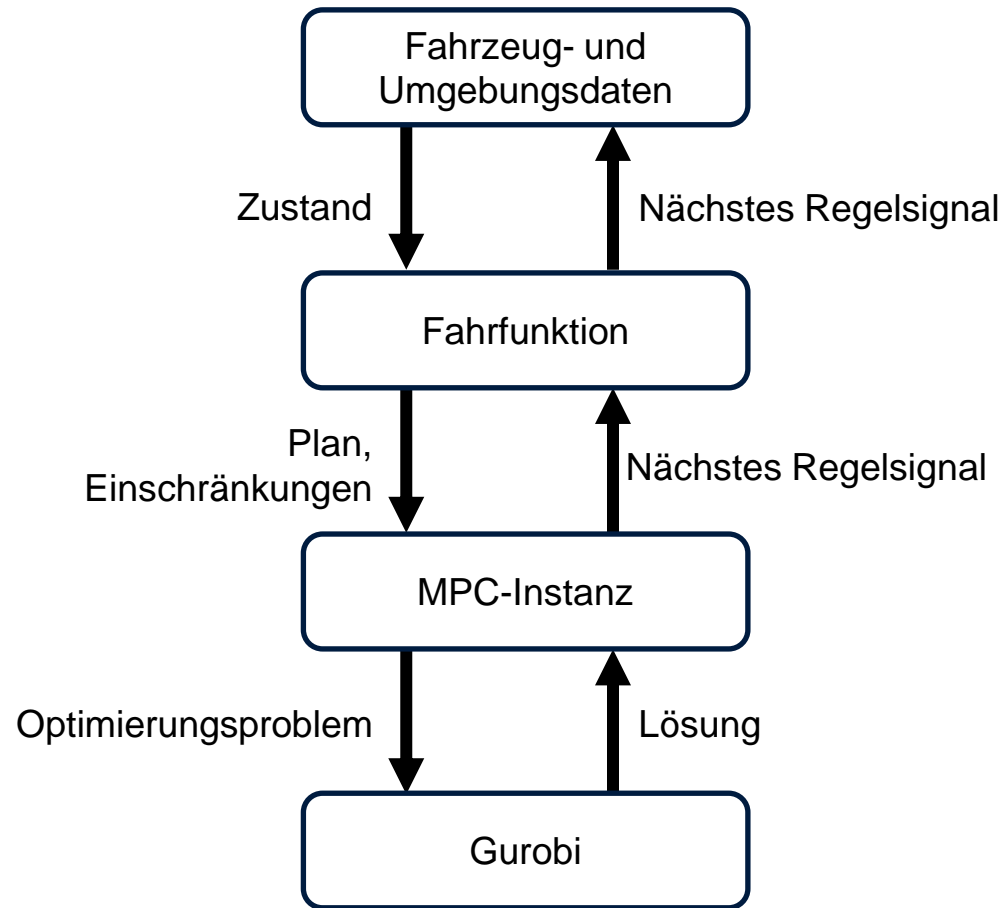 Fahrzeug- und
Umgebungsdaten
Zustand
Nächstes Regelsignal
Fahrfunktion
Plan,
Einschränkungen
Nächstes Regelsignal
MPC-Instanz
Optimierungsproblem
Lösung
Gurobi